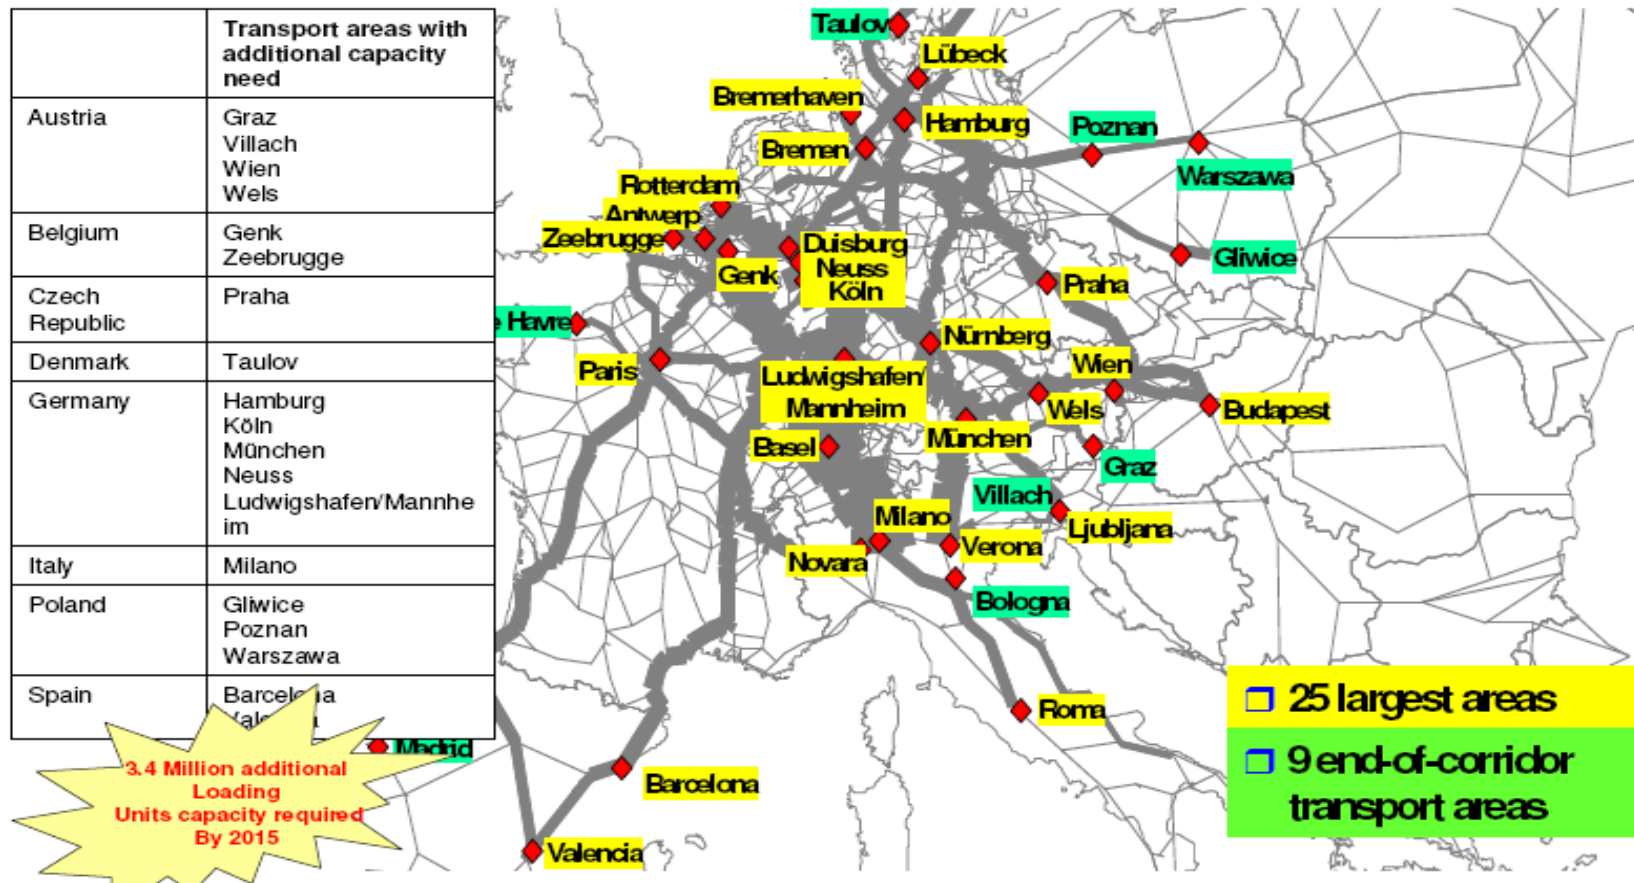 Transport areas with
additional capacity
need
Austria
Graz
Villach
Wien
Wels
Belgium
Genk
Zeebrugge
Czech
Republic
Praha
Denmark
Taulov
Germany
Hamburg
Köln
München
Neuss
Ludwigshafen/Mannhe
im
Italy
Milano
Poland
Gliwice
Poznan
Warszawa
Spain
Barcelona
3.4 Million additional
Loading
Units capacity required
By 2015
Taulov
Lübeck
Bremerhaven
Hamburg
Bremen
Poznan
Warszawa
Rotterdam
Antwerp
Zeebrugge
Genk
Duisburg
Neuss
Köln
Gliwice
Praha
e Havre
Paris
Nürnberg
Ludwigshafen/
Mannheim
Wien
Wels
Budapest
Basel
München
Graz
Villach
Ljubljana
Milano
Novara
Verona
Bologna
Roma
Madrid
Barcelona
Valencia
25 largest areas
9 end-of-corridor
transport areas